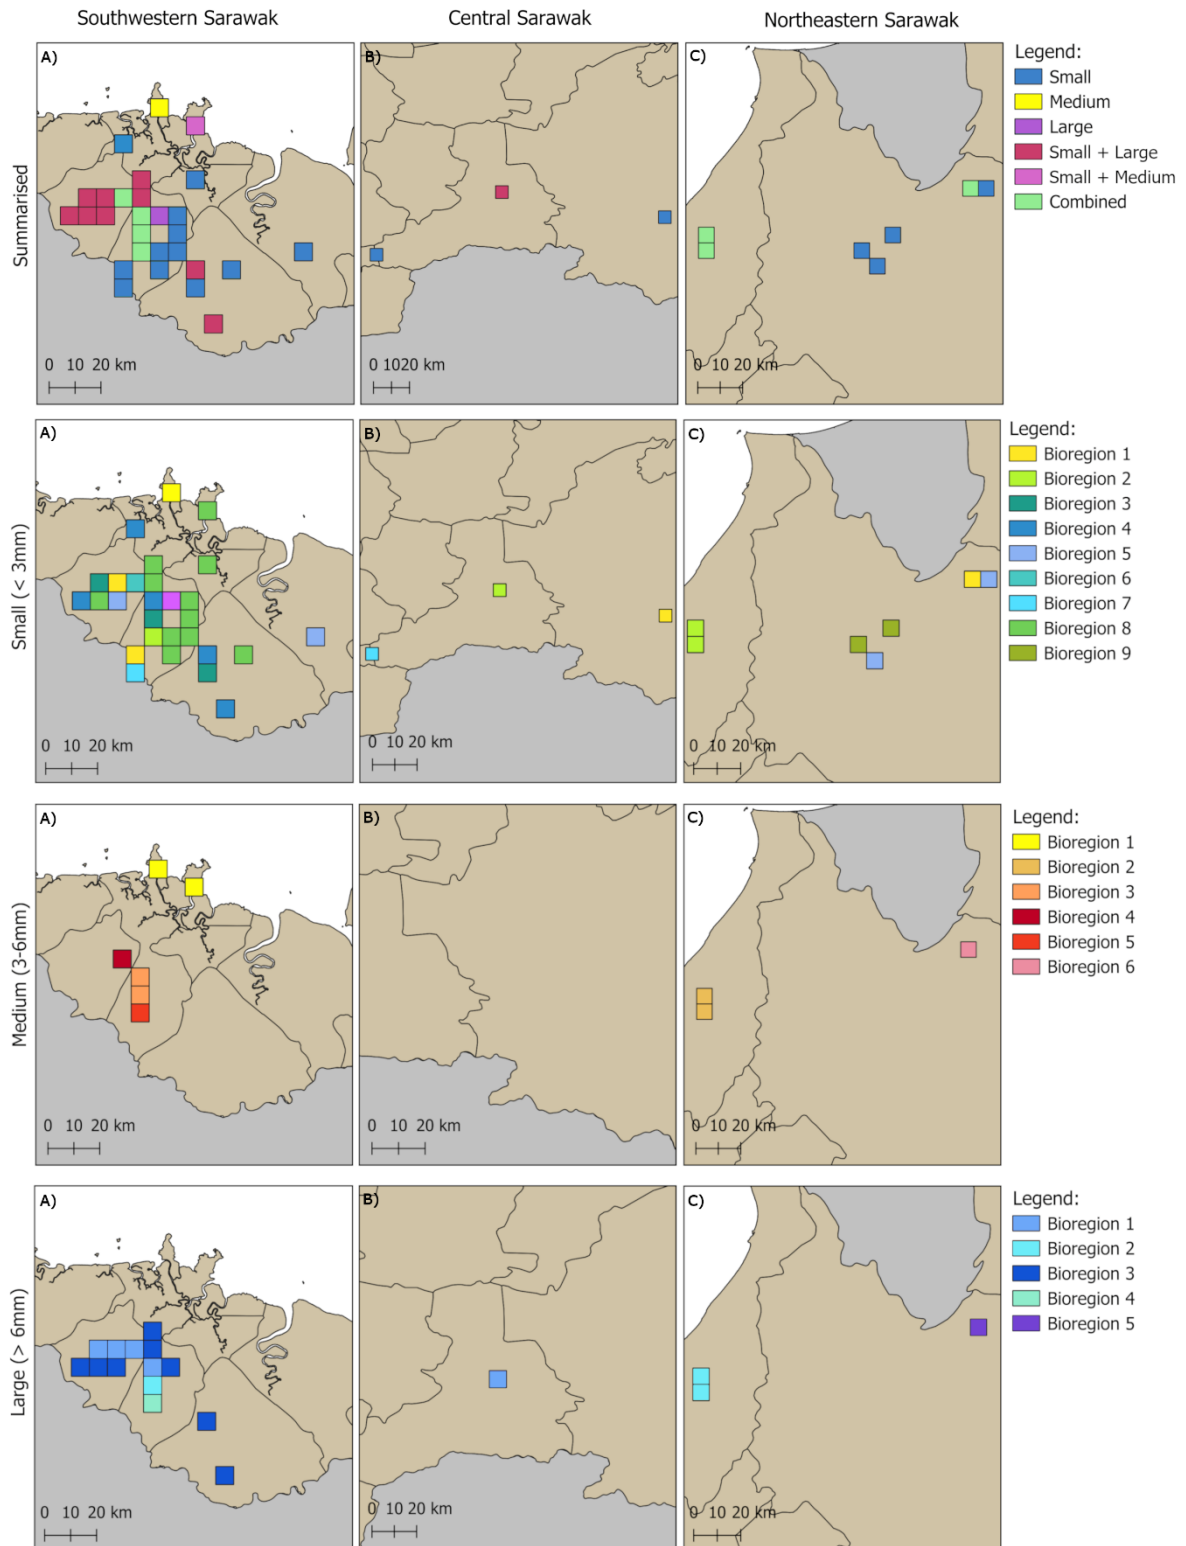 Southwestern Sarawak
Central Sarawak
Northeastern Sarawak
Summarised
A)
0 10 20 km
B)
0 1020 km
C)
0 10 20 km
Legend:
Small
Medium
Large
Small + Large
Small + Medium
Combined
Small (< 3mm)
A)
0 10 20 km
B)
0 10 20 km
C)
0 10 20 km
Legend:
Bioregion 1
Bioregion 2
Bioregion 3
Bioregion 4
Bioregion 5
Bioregion 6
Bioregion 7
Bioregion 8
Bioregion 9
Medium (3-6mm)
A)
0 10 20 km
B)
0 10 20 km
C)
0 10 20 km
Legend:
Bioregion 1
Bioregion 2
Bioregion 3
Bioregion 4
Bioregion 5
Bioregion 6
Large (> 6mm)
A)
0 10 20 km
B)
0 10 20 km
C)
0 10 20 km
Legend:
Bioregion 1
Bioregion 2
Bioregion 3
Bioregion 4
Bioregion 5